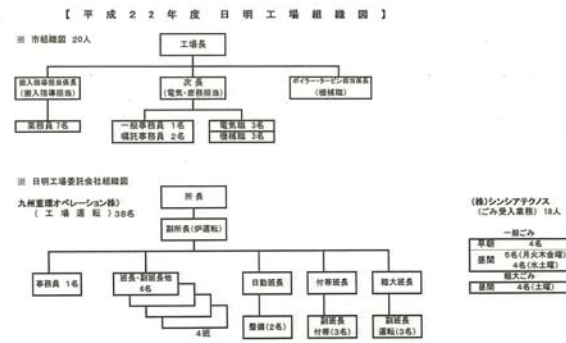 【 平 成 ２ ２ 年 度 日 明 工 場 組 織 図 】
※ 市組織図 20人
工場長
搬入指導担当係長
(搬入指導担当)
次 長
(電気・庶務担当)
ボイラー・タービン担当係長
(機械職)
業務員 7名
一般事務員 1名
嘱託事務員 2名
電気職 3名
機械職 3名
※ 日明工場委託会社組織図
九州重環オペレーション㈱
( 工 場 運 転 ) 38名
所 長
副所長(炉運転)
事務員 1名
班長・副班長他
6名
4班
日勤班長
整備(2名)
付帯班長
副班長
付帯(3名)
粗大班長
副班長
運転(3名)
(株)シンシアテクノス
(ごみ受入業務) 18人
一般ごみ
早朝 4名
昼間 5名(月火木金曜)
4名(水土曜)
粗大ごみ
昼間 4名(土曜)